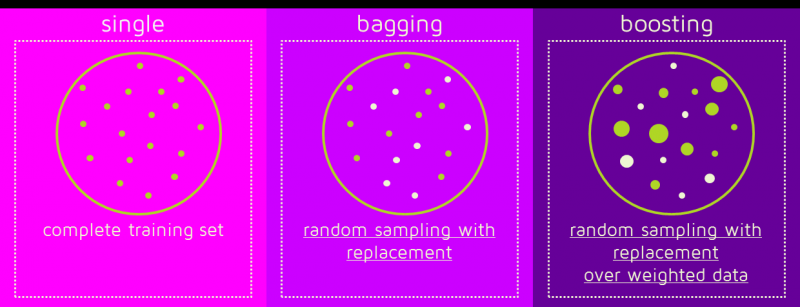 single
complete training set
bagging
random sampling with
replacement
boosting
random sampling with
replacement
over weighted data